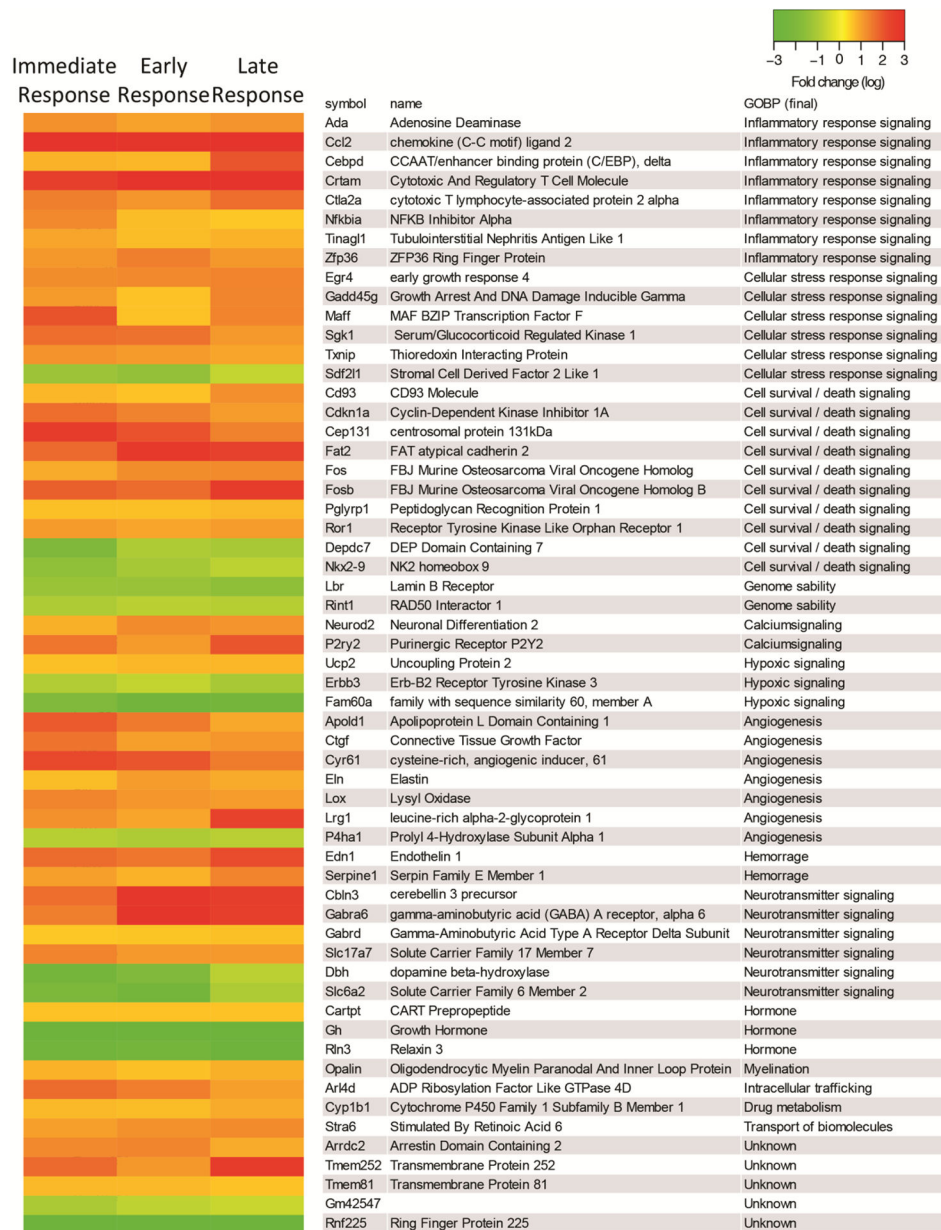 -3 -1 0 1 2 3
Fold change (log)
Immediate Early Late
Response Response Response
symbol name GOBP (final)
Ada Adenosine Deaminase Inflammatory response signaling
Ccl2 chemokine (C-C motif) ligand 2 Inflammatory response signaling
Cebpd CCAAT/enhancer binding protein (C/EBP), delta Inflammatory response signaling
Crtam Cytotoxic And Regulatory T Cell Molecule Inflammatory response signaling
Ctla2a cytotoxic T lymphocyte-associated protein 2 alpha Inflammatory response signaling
Nfkbia NFKB Inhibitor Alpha Inflammatory response signaling
Tinagl1 Tubulointerstitial Nephritis Antigen Like 1 Inflammatory response signaling
Zfp36 ZFP36 Ring Finger Protein Inflammatory response signaling
Egr4 early growth response 4 Cellular stress response signaling
Gadd45g Growth Arrest And DNA Damage Inducible Gamma Cellular stress response signaling
Maff MAF BZIP Transcription Factor F Cellular stress response signaling
Sgk1 Serum/Glucocorticoid Regulated Kinase 1 Cellular stress response signaling
Txnip Thioredoxin Interacting Protein Cellular stress response signaling
Sdf2l1 Stromal Cell Derived Factor 2 Like 1 Cellular stress response signaling
Cd93 CD93 Molecule Cell survival / death signaling
Cdkn1a Cyclin-Dependent Kinase Inhibitor 1A Cell survival / death signaling
Cep131 centrosomal protein 131kDa Cell survival / death signaling
Fat2 FAT atypical cadherin 2 Cell survival / death signaling
Fos FBJ Murine Osteosarcoma Viral Oncogene Homolog Cell survival / death signaling
Fosb FBJ Murine Osteosarcoma Viral Oncogene Homolog B Cell survival / death signaling
Pglyrp1 Peptidoglycan Recognition Protein 1 Cell survival / death signaling
Ror1 Receptor Tyrosine Kinase Like Orphan Receptor 1 Cell survival / death signaling
Depdc7 DEP Domain Containing 7 Cell survival / death signaling
Nkx2-9 NK2 homeobox 9 Cell survival / death signaling
Lbr Lamin B Receptor Genome sability
Rint1 RAD50 Interactor 1 Genome sability
Neurod2 Neuronal Differentiation 2 Calciumsignaling
P2ry2 Purinergic Receptor P2Y2 Calciumsignaling
Ucp2 Uncoupling Protein 2 Hypoxic signaling
Erbb3 Erb-B2 Receptor Tyrosine Kinase 3 Hypoxic signaling
Fam60a family with sequence similarity 60, member A Hypoxic signaling
Apold1 Apolipoprotein L Domain Containing 1 Angiogenesis
Ctgf Connective Tissue Growth Factor Angiogenesis
Cyr61 cysteine-rich, angiogenic inducer, 61 Angiogenesis
Eln Elastin Angiogenesis
Lox Lysyl Oxidase Angiogenesis
Lrg1 leucine-rich alpha-2-glycoprotein 1 Angiogenesis
P4ha1 Prolyl 4-Hydroxylase Subunit Alpha 1 Angiogenesis
Edn1 Endothelin 1 Hemorrage
Serpine1 Serpin Family E Member 1 Hemorrage
Cbln3 cerebellin 3 precursor Neurotransmitter signaling
Gabra6 gamma-aminobutyric acid (GABA) A receptor, alpha 6 Neurotransmitter signaling
Gabrd Gamma-Aminobutyric Acid Type A Receptor Delta Subunit Neurotransmitter signaling
Slc17a7 Solute Carrier Family 17 Member 7 Neurotransmitter signaling
Dbh dopamine beta-hydroxylase Neurotransmitter signaling
Slc6a2 Solute Carrier Family 6 Member 2 Neurotransmitter signaling
Cartpt CART Prepropeptide Hormone
Gh Growth Hormone Hormone
Rln3 Relaxin 3 Hormone
Opalin Oligodendrocytic Myelin Paranodal And Inner Loop Protein Myelination
Arl4d ADP Ribosylation Factor Like GTPase 4D Intracellular trafficking
Cyp1b1 Cytochrome P450 Family 1 Subfamily B Member 1 Drug metabolism
Stra6 Stimulated By Retinoic Acid 6 Transport of biomolecules
Arrdc2 Arrestin Domain Containing 2 Unknown
Tmem252 Transmembrane Protein 252 Unknown
Tmem81 Transmembrane Protein 81 Unknown
Gm42547 Unknown
Rnf225 Ring Finger Protein 225 Unknown